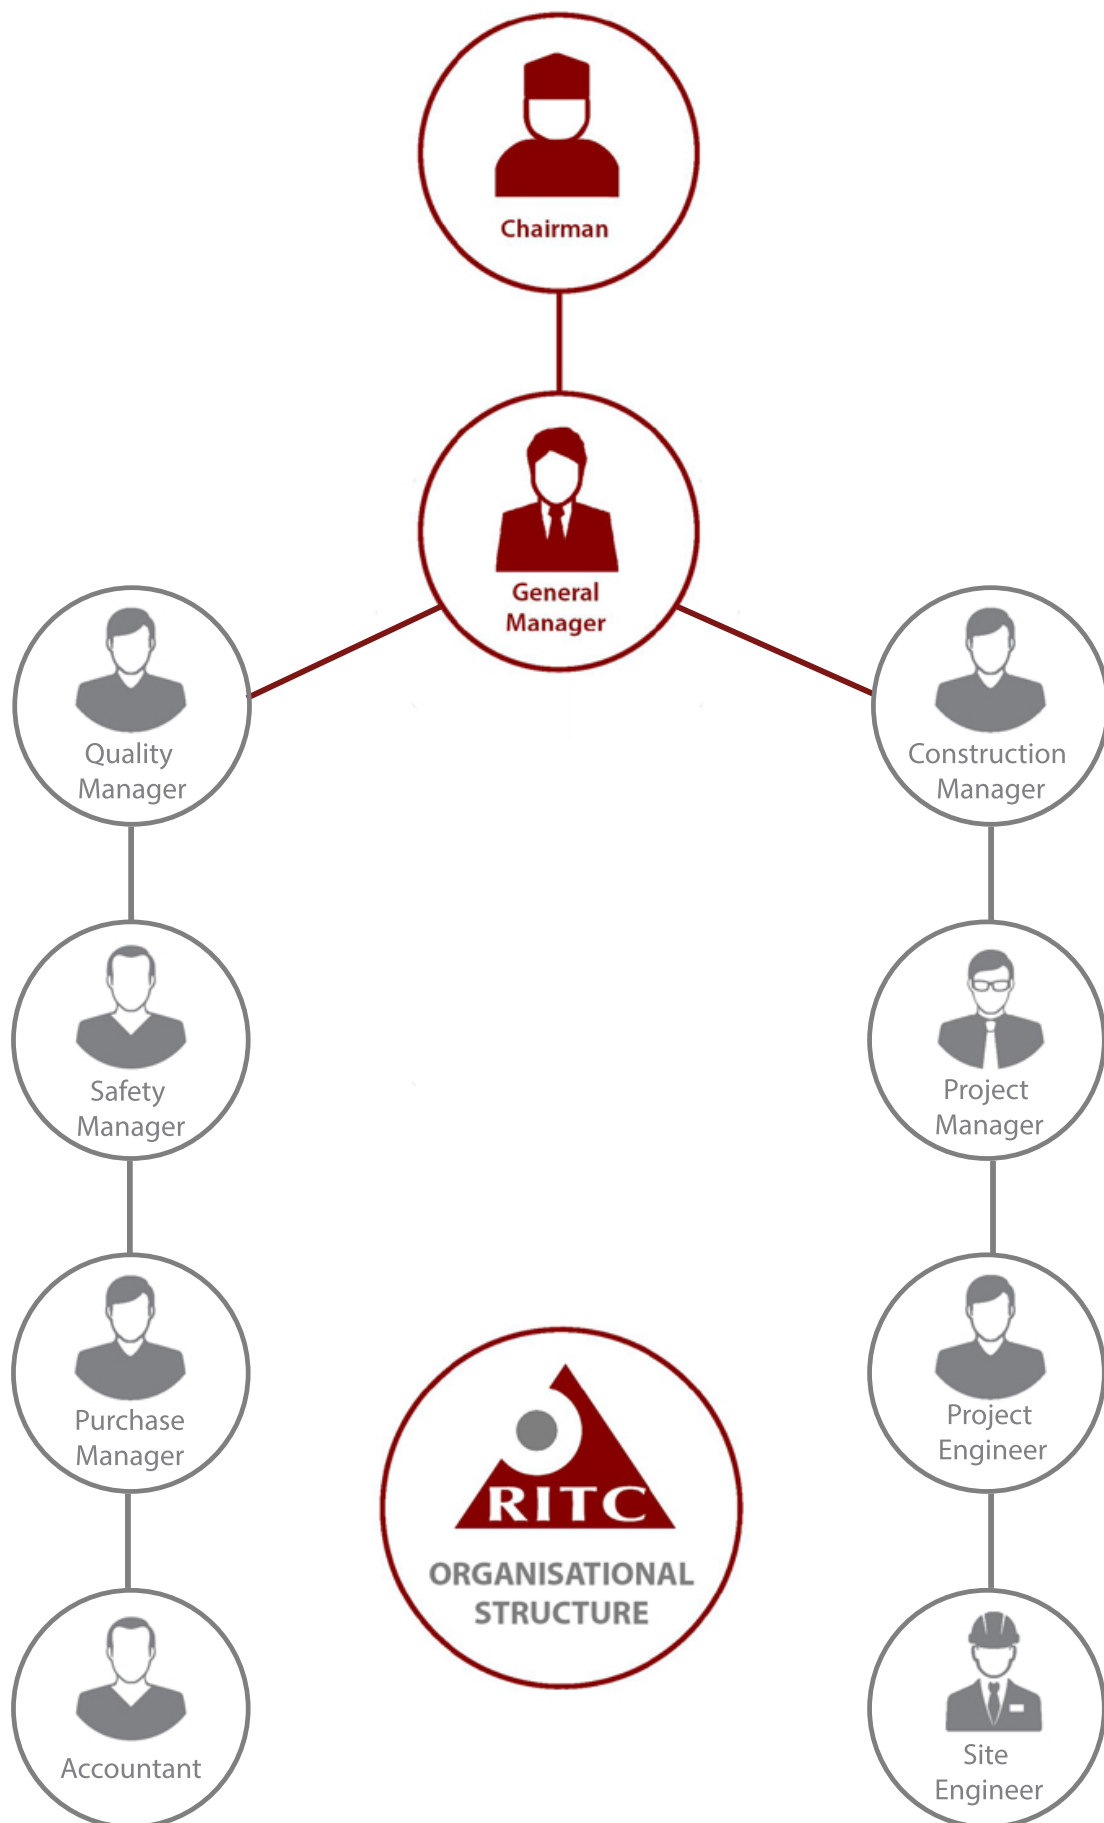 Chairman
General
Manager
Quality
Manager
Construction
Manager
Safety
Manager
Project
Manager
Purchase
Manager
Project
Engineer
RITC
ORGANISATIONAL
STRUCTURE
Accountant
Site
Engineer